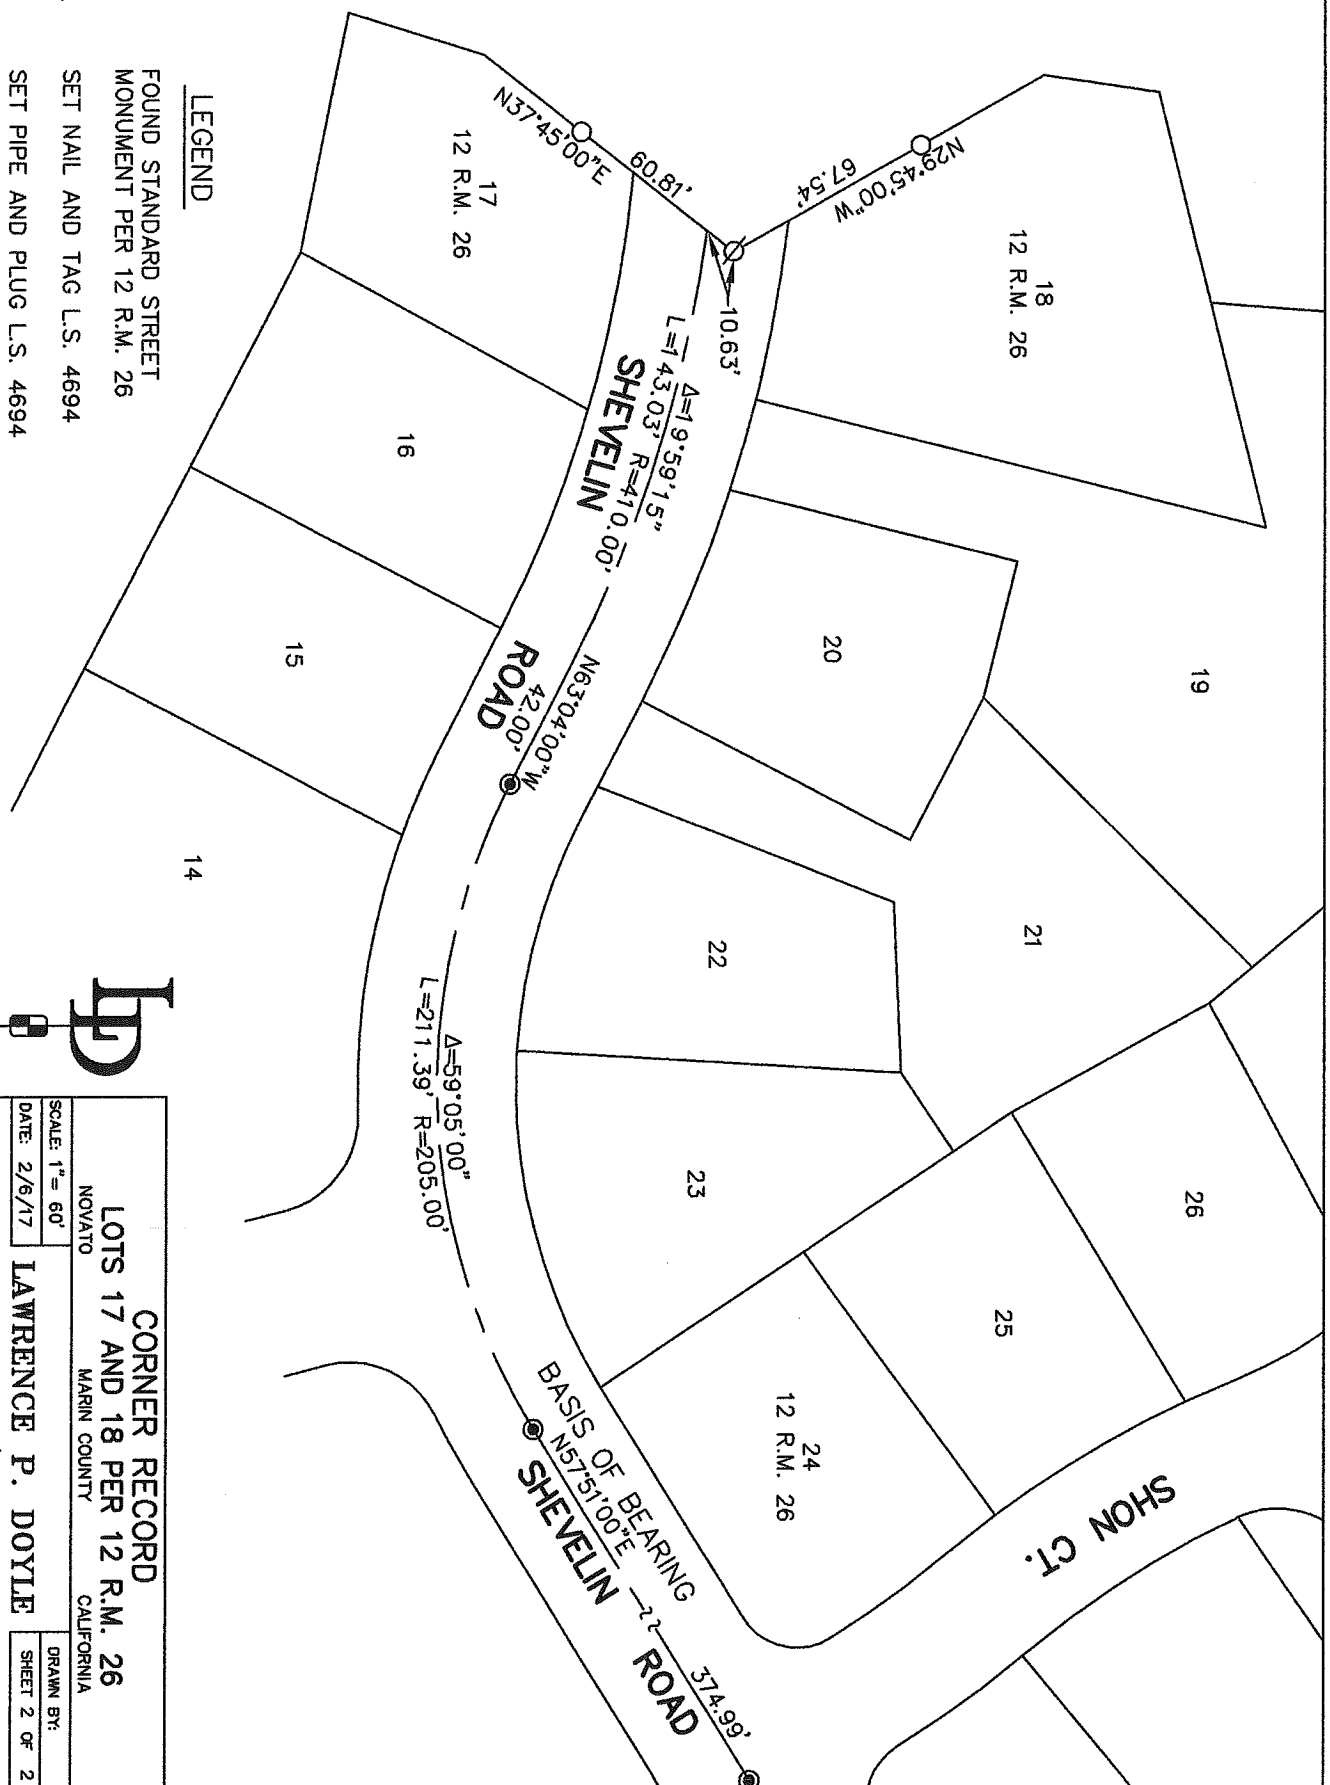 N29°45'00"W
67.54'
18
12 R.M. 26
10.63'
60.81'
N37°45'00"E
17
12 R.M. 26
Δ=19°59'15"
L=143.03' R=410.00'
SHEVELIN
ROAD
N63°04'00"W
42.00'
16
15
14
19
20
21
22
23
26
25
24
12 R.M. 26
SHON CT.
Δ=59°05'00"
L=211.39' R=205.00'
BASIS OF BEARING
N57°51'00"E
374.99'
SHEVELIN ROAD
LEGEND
FOUND STANDARD STREET
MONUMENT PER 12 R.M. 26
SET NAIL AND TAG L.S. 4694
SET PIPE AND PLUG L.S. 4694
LD
CORNER RECORD
LOTS 17 AND 18 PER 12 R.M. 26
NOVATO MARIN COUNTY CALIFORNIA
SCALE: 1"= 60'
DATE: 2/6/17
LAWRENCE P. DOYLE
DRAWN BY:
SHEET 2 OF 2